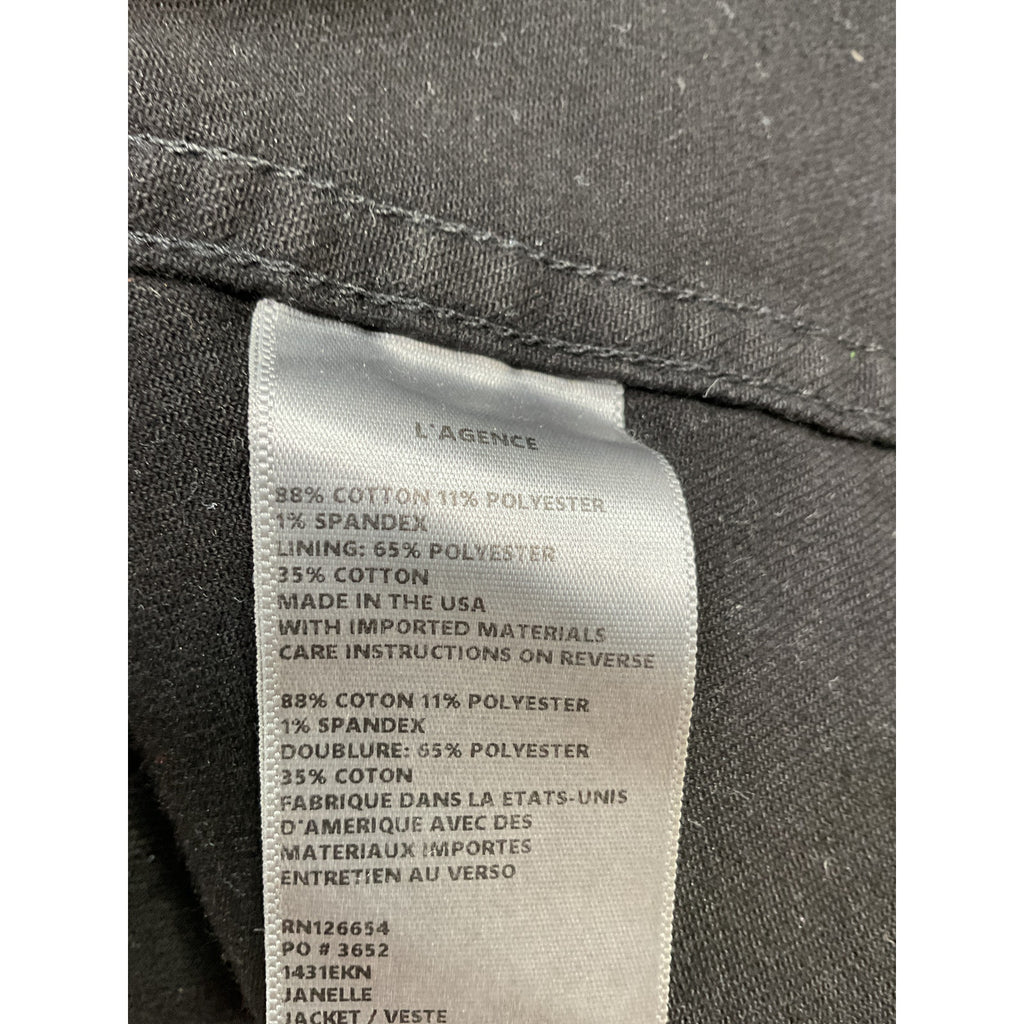 L'AGENCE
88% COTTON 11% POLYESTER
1% SPANDEX
LINING: 65% POLYESTER
35% COTTON
MADE IN THE USA
WITH IMPORTED MATERIALS
CARE INSTRUCTIONS ON REVERSE
88% COTON 11% POLYESTER
1% SPANDEX
DOUBLURE: 65% POLYESTER
35% COTON
FABRIQUE DANS LA ETATS-UNIS
D'AMERIQUE AVEC DES
MATERIAUX IMPORTES
ENTRETIEN AU VERSO
RN126654
PO # 3652
1431EKN
JANELLE
JACKET / VESTE